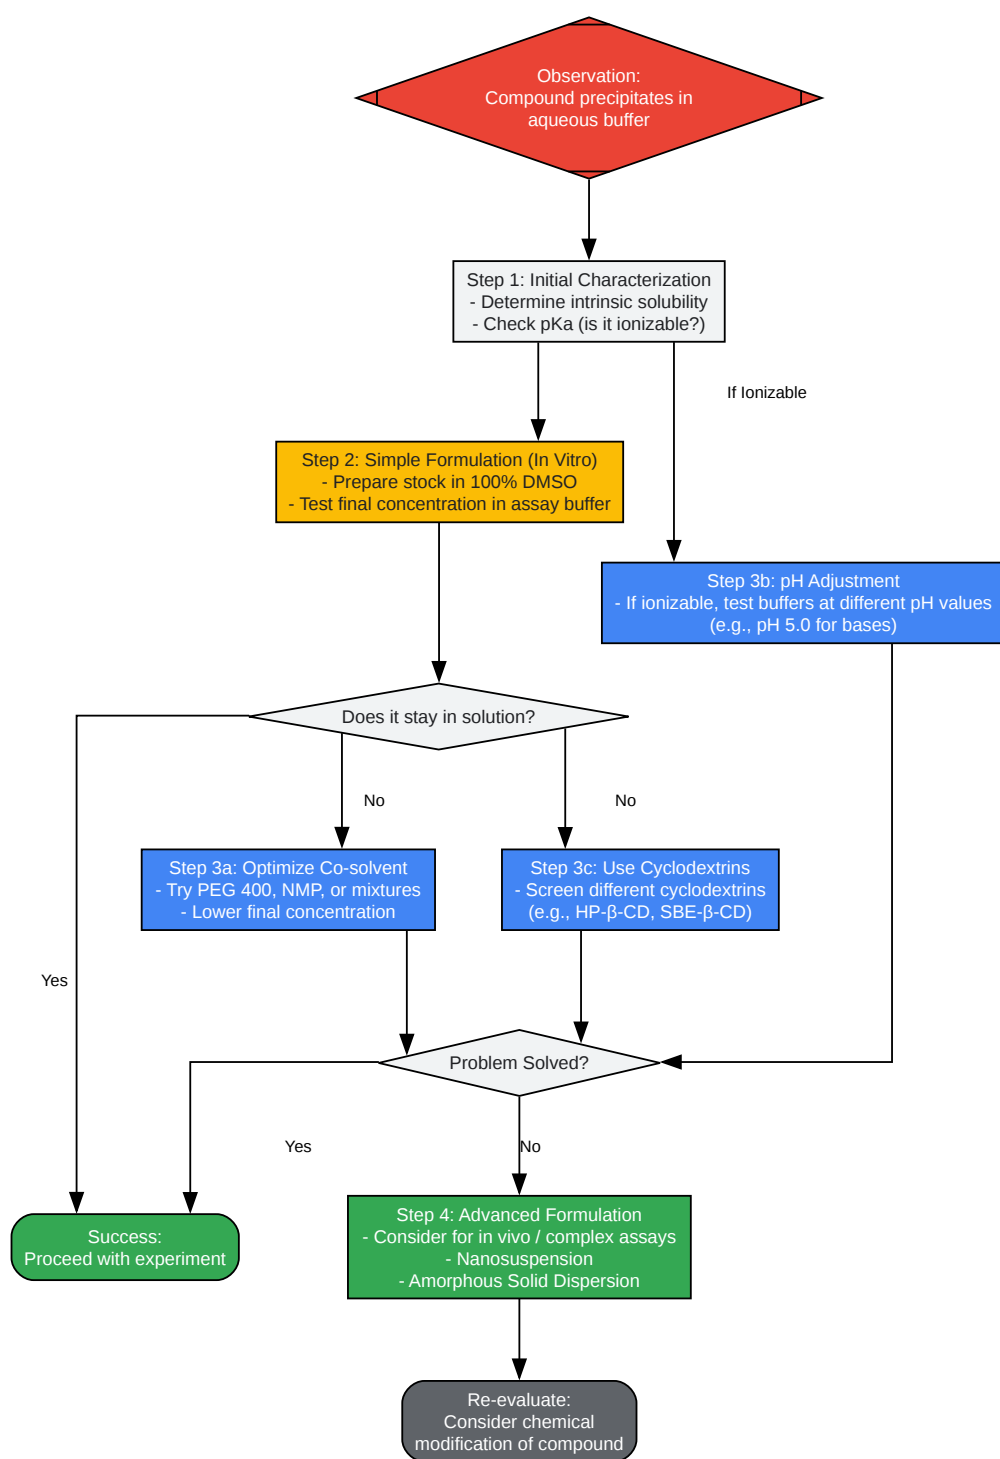 Observation:
Compound precipitates in
aqueous buffer
Step 1: Initial Characterization
- Determine intrinsic solubility
- Check pKa (is it ionizable?)
If Ionizable
Step 2: Simple Formulation (In Vitro)
- Prepare stock in 100% DMSO
- Test final concentration in assay buffer
Step 3b: pH Adjustment
- If ionizable, test buffers at different pH values
(e.g., pH 5.0 for bases)
Does it stay in solution?
No
No
Step 3a: Optimize Co-solvent
- Try PEG 400, NMP, or mixtures
- Lower final concentration
Step 3c: Use Cyclodextrins
- Screen different cyclodextrins
(e.g., HP-β-CD, SBE-β-CD)
Yes
Problem Solved?
Yes
No
Step 4: Advanced Formulation
- Consider for in vivo / complex assays
- Nanosuspension
- Amorphous Solid Dispersion
Success:
Proceed with experiment
Re-evaluate:
Consider chemical
modification of compound